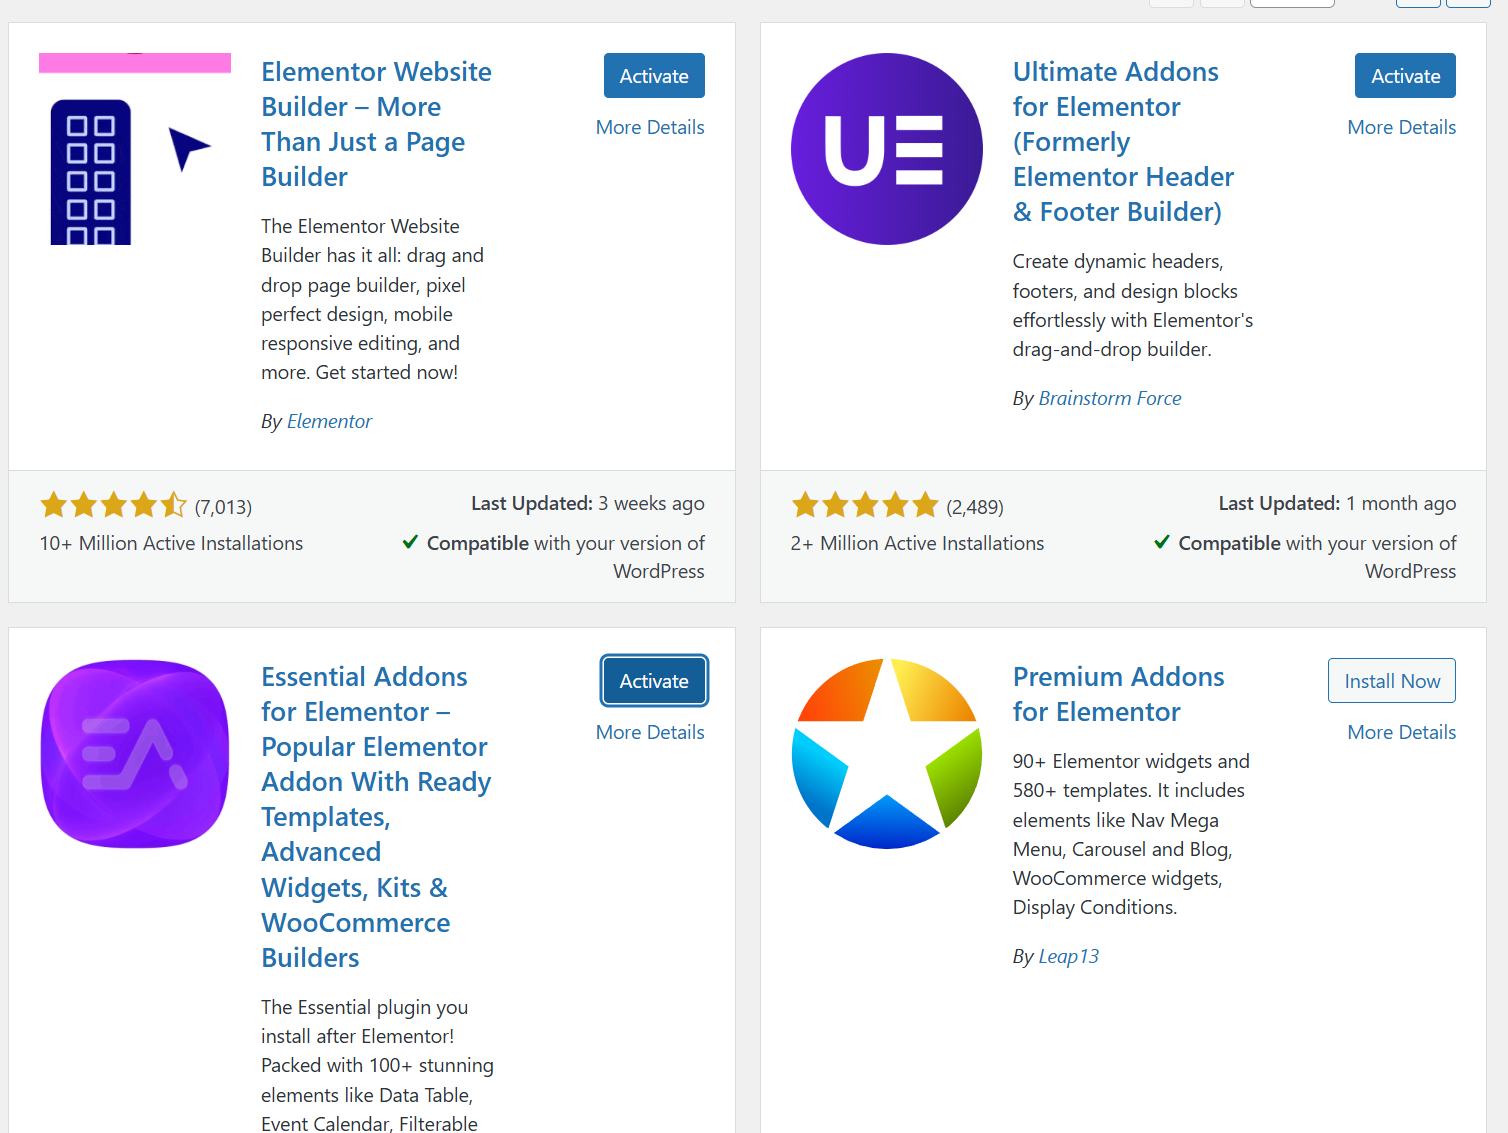 Elementor Website
Builder – More
Than Just a Page
Builder
Activate
More Details
The Elementor Website
Builder has it all: drag and
drop page builder, pixel
perfect design, mobile
responsive editing, and
more. Get started now!
By Elementor
(7,013)
10+ Million Active Installations
Last Updated: 3 weeks ago
Compatible with your version of
WordPress
UE
Ultimate Addons
for Elementor
(Formerly
Elementor Header
& Footer Builder)
Activate
More Details
Create dynamic headers,
footers, and design blocks
effortlessly with Elementor's
drag-and-drop builder.
By Brainstorm Force
(2,489)
2+ Million Active Installations
Last Updated: 1 month ago
Compatible with your version of
WordPress
EA
Essential Addons
for Elementor –
Popular Elementor
Addon With Ready
Templates,
Advanced
Widgets, Kits &
WooCommerce
Builders
Activate
More Details
The Essential plugin you
install after Elementor!
Packed with 100+ stunning
elements like Data Table,
Event Calendar, Filterable
Premium Addons
for Elementor
Install Now
More Details
90+ Elementor widgets and
580+ templates. It includes
elements like Nav Mega
Menu, Carousel and Blog,
WooCommerce widgets,
Display Conditions.
By Leap13